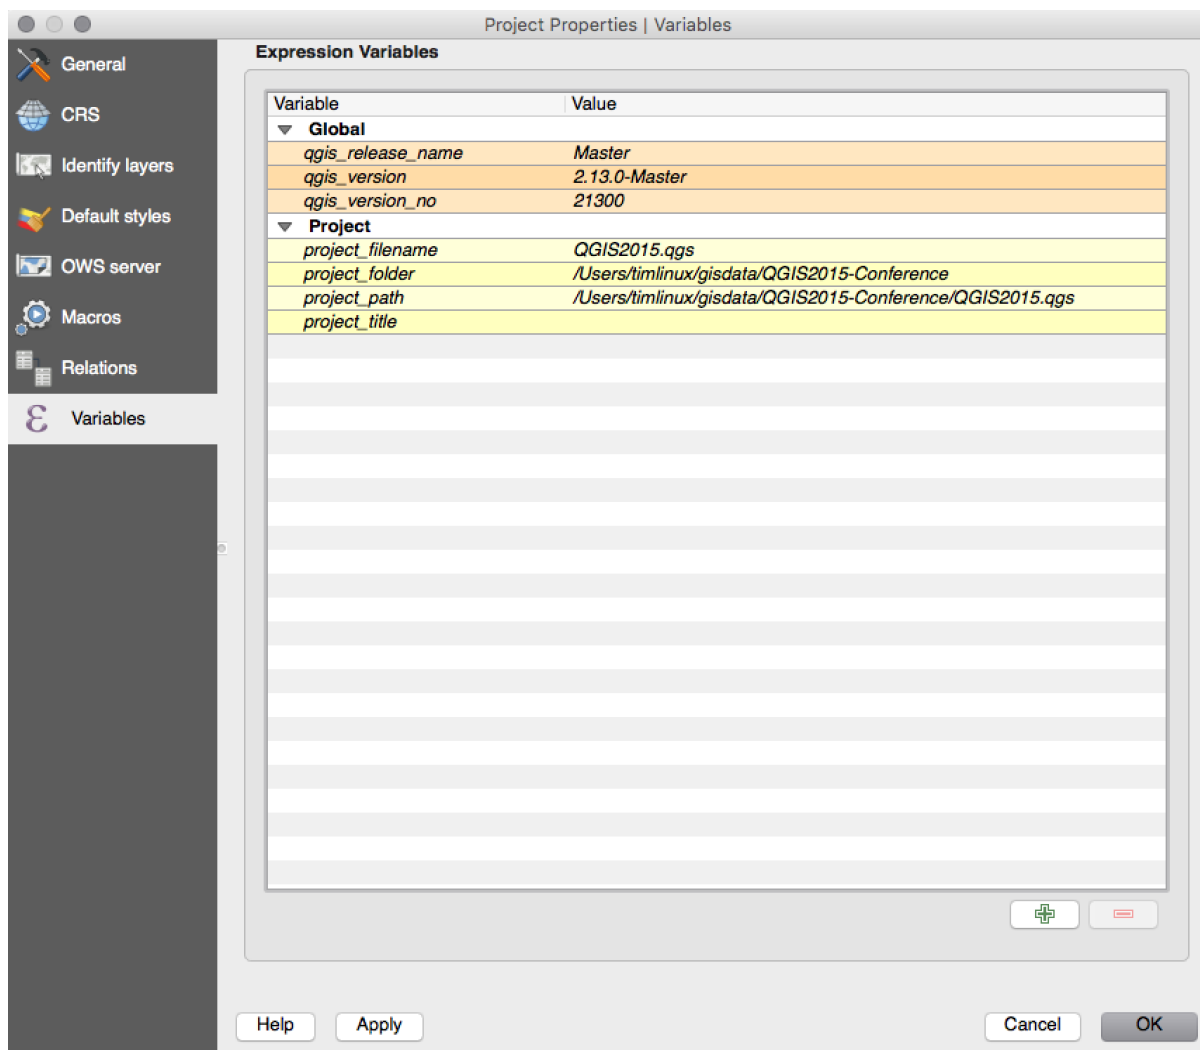 Project Properties | Variables
General
CRS
Identify layers
Default styles
OWS server
Macros
Relations
Variables
Expression Variables
Variable Value
Global
qgis_release_name Master
qgis_version 2.13.0-Master
qgis_version_no 21300
Project
project_filename QGIS2015.qgs
project_folder /Users/timlinux/gisdata/QGIS2015-Conference
project_path /Users/timlinux/gisdata/QGIS2015-Conference/QGIS2015.qgs
project_title
Help Apply Cancel OK